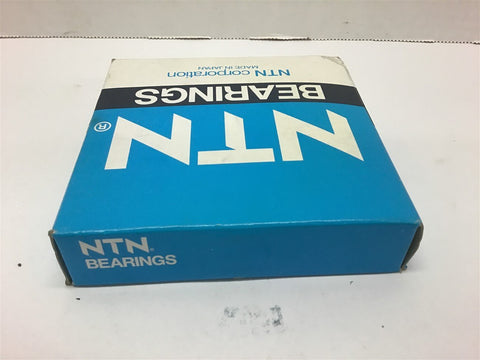 NTN®
BEARINGS
NTN corporation
MADE IN JAPAN
NTN®
BEARINGS